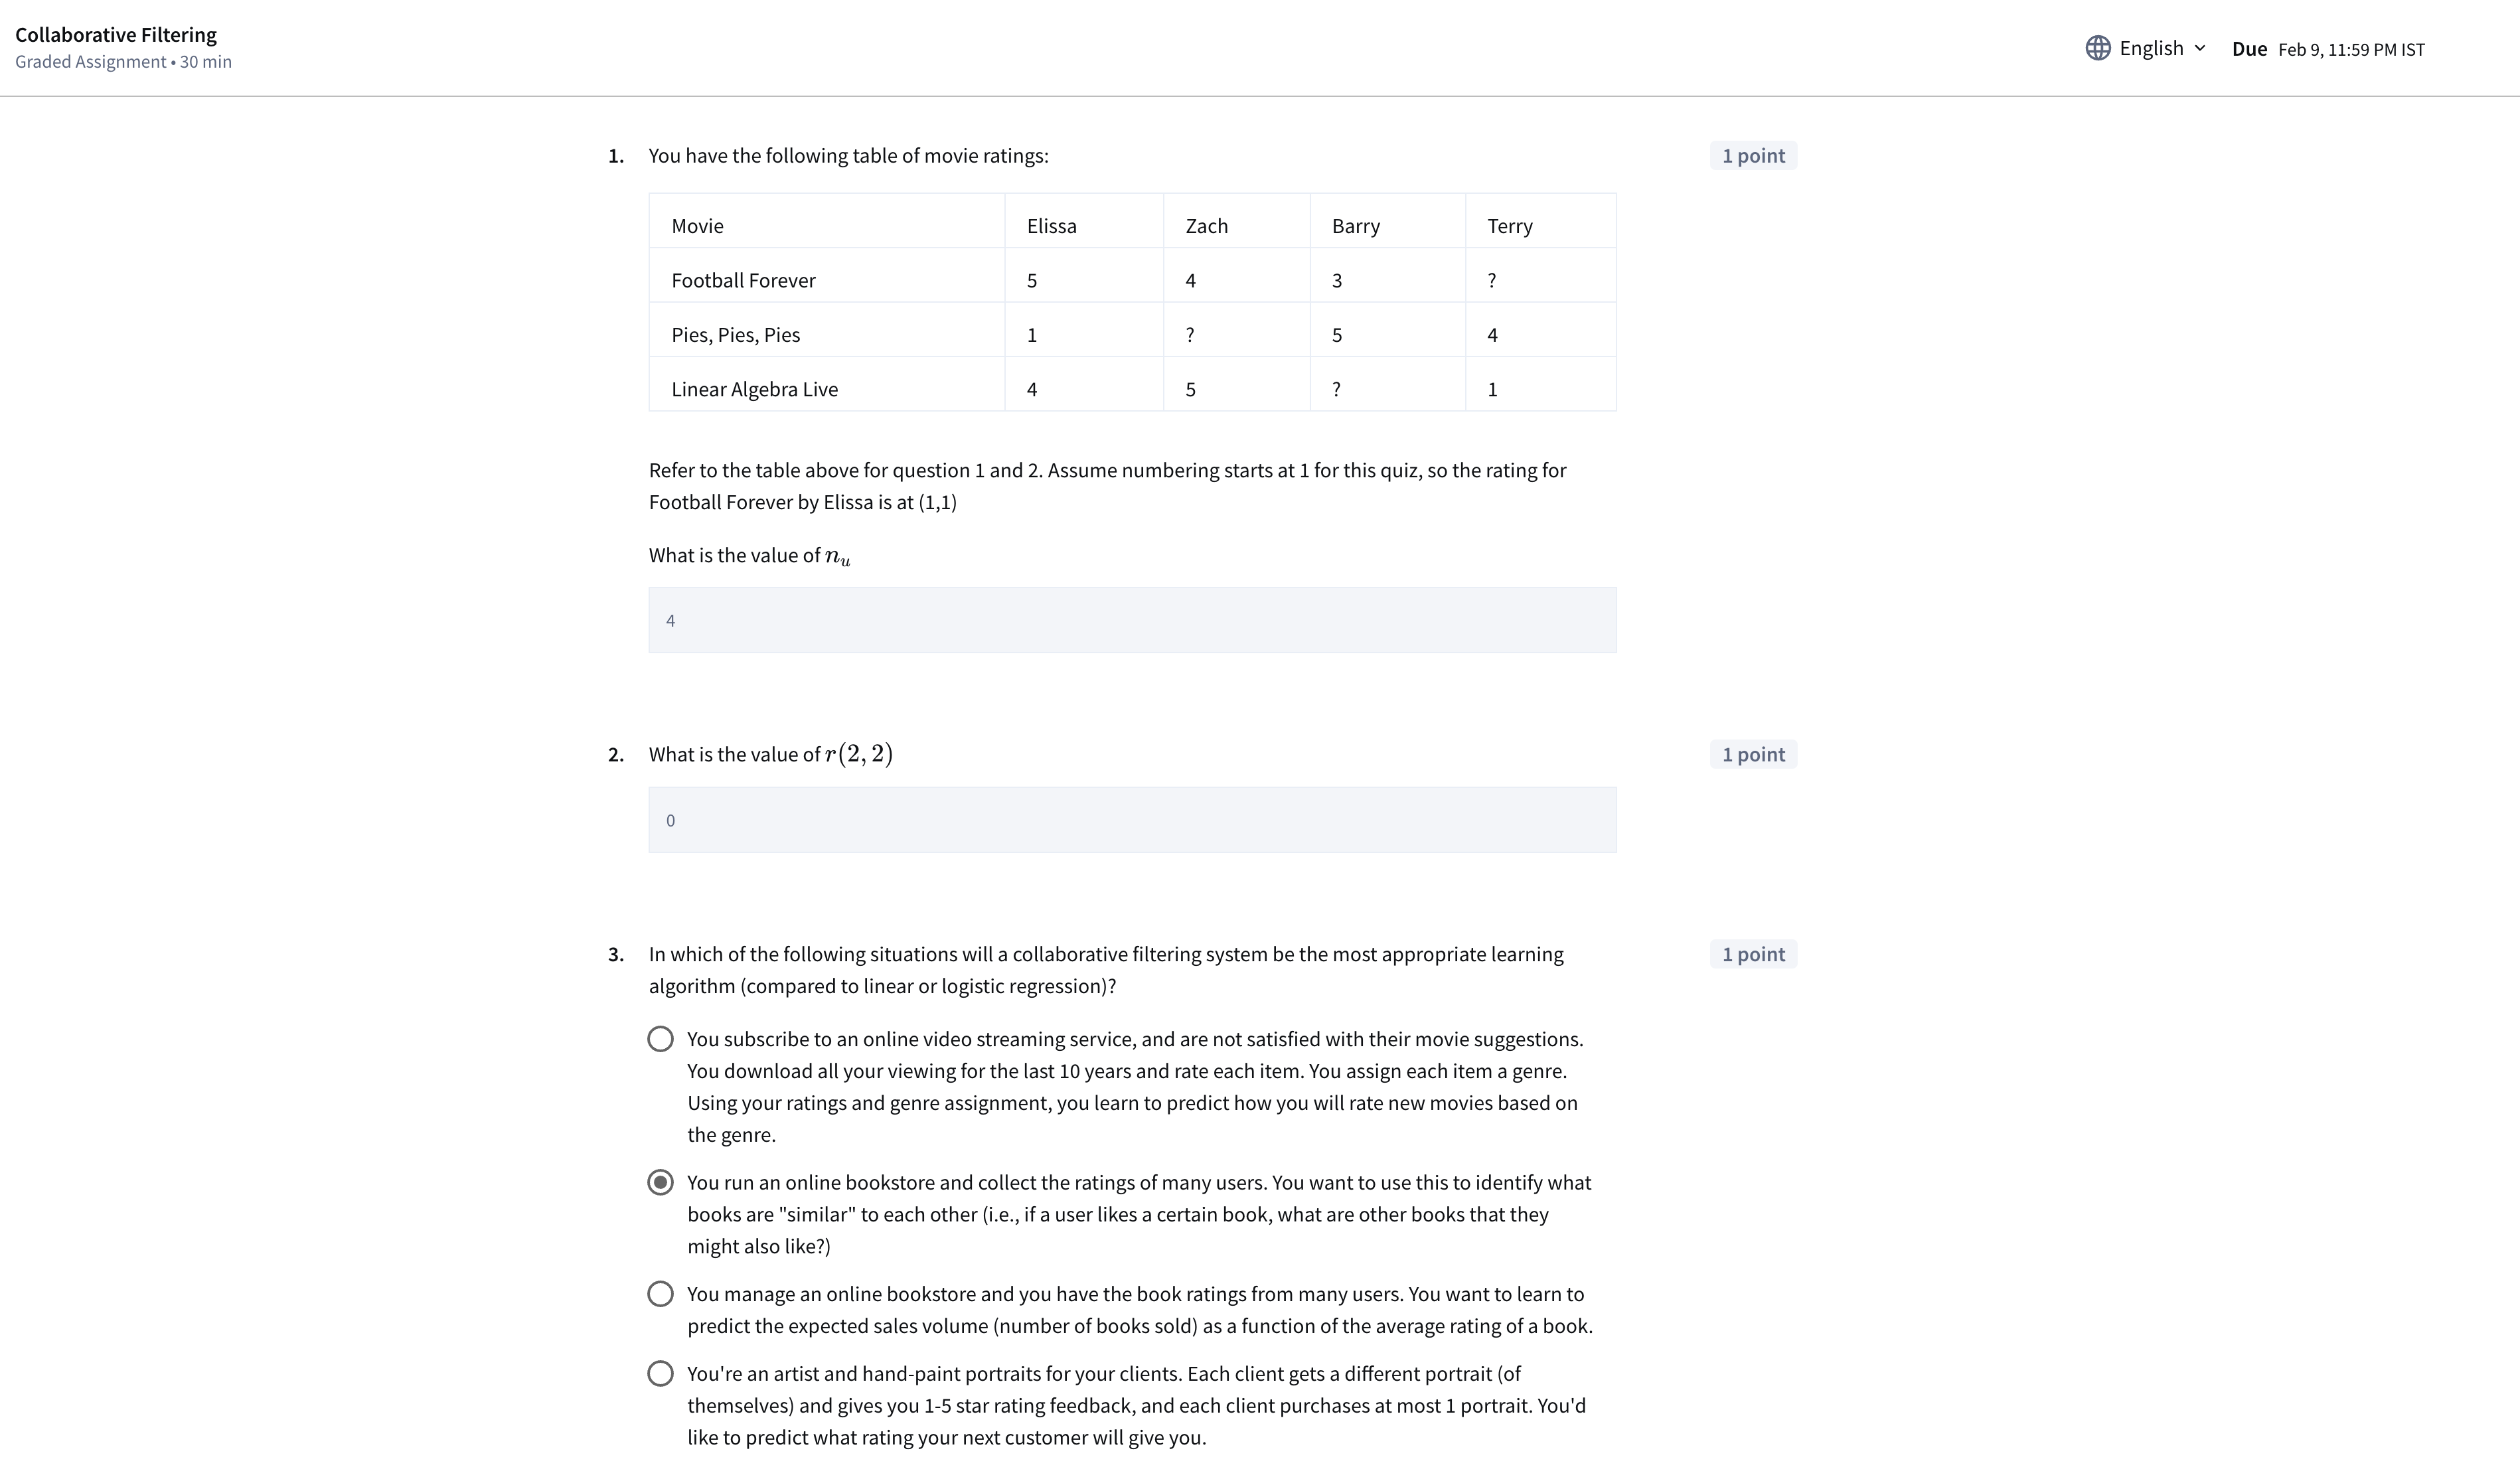 Collaborative Filtering
Graded Assignment • 30 min
English
Due Feb 9, 11:59 PM IST
1. You have the following table of movie ratings:
1 point
Movie Elissa Zach Barry Terry
Football Forever 5 4 3 ?
Pies, Pies, Pies 1 ? 5 4
Linear Algebra Live 4 5 ? 1
Refer to the table above for question 1 and 2. Assume numbering starts at 1 for this quiz, so the rating for
Football Forever by Elissa is at (1,1)
What is the value of n_u
4
2. What is the value of r(2, 2)
1 point
0
3. In which of the following situations will a collaborative filtering system be the most appropriate learning
algorithm (compared to linear or logistic regression)?
1 point
You subscribe to an online video streaming service, and are not satisfied with their movie suggestions.
You download all your viewing for the last 10 years and rate each item. You assign each item a genre.
Using your ratings and genre assignment, you learn to predict how you will rate new movies based on
the genre.
You run an online bookstore and collect the ratings of many users. You want to use this to identify what
books are "similar" to each other (i.e., if a user likes a certain book, what are other books that they
might also like?)
You manage an online bookstore and you have the book ratings from many users. You want to learn to
predict the expected sales volume (number of books sold) as a function of the average rating of a book.
You're an artist and hand-paint portraits for your clients. Each client gets a different portrait (of
themselves) and gives you 1-5 star rating feedback, and each client purchases at most 1 portrait. You'd
like to predict what rating your next customer will give you.